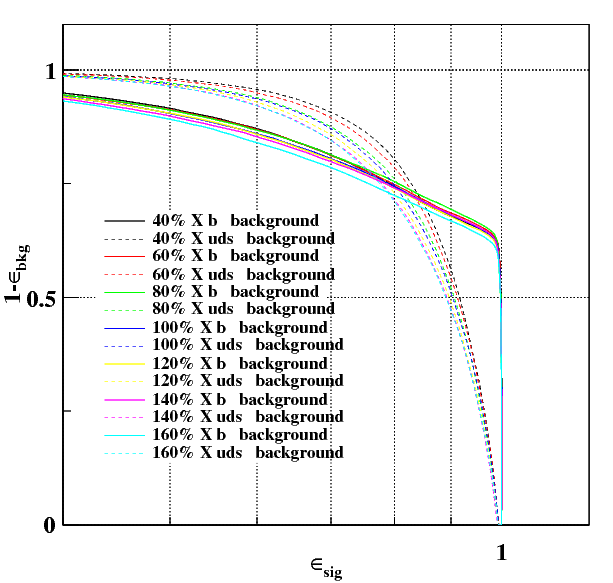 1
40% X b background
40% X uds background
60% X b background
60% X uds background
80% X b background
80% X uds background
100% X b background
100% X uds background
120% X b background
120% X uds background
140% X b background
140% X uds background
160% X b background
160% X uds background
1-ϵbkg
0.5
0
ϵsig
1